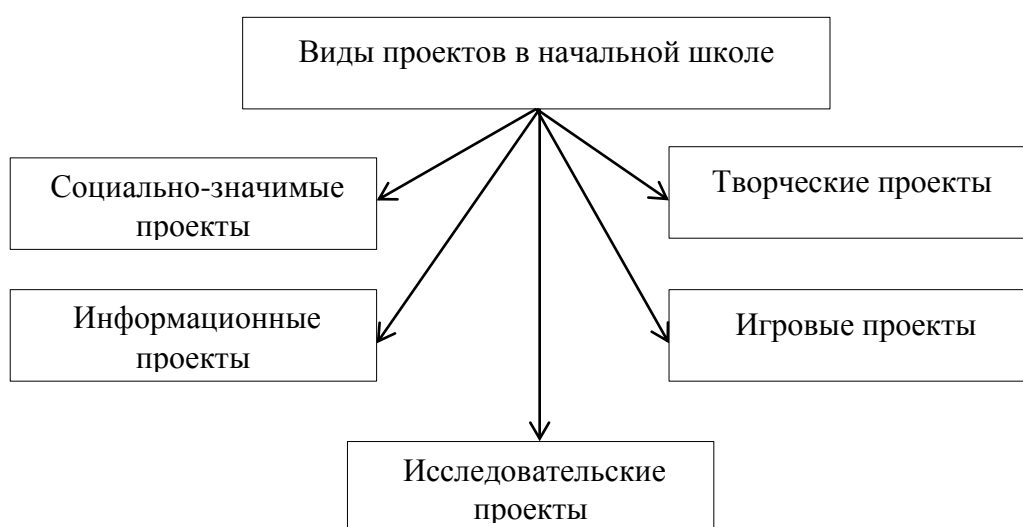 Виды проектов в начальной школе
Социально-значимые
проекты
Творческие проекты
Информационные
проекты
Игровые проекты
Исследовательские
проекты